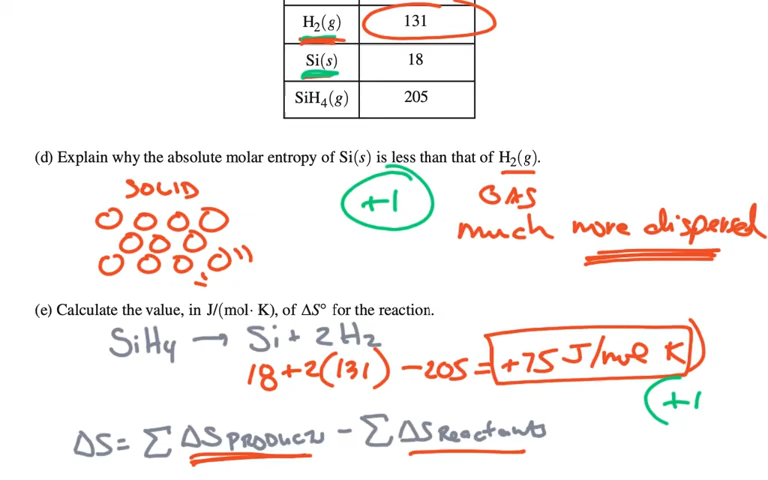 H₂(g) 131
Si(s) 18
SiH₄(g) 205
(d) Explain why the absolute molar entropy of Si(s) is less than that of H₂(g).
SOLID +1 GAS
much more dispersed
(e) Calculate the value, in J/(mol· K), of ΔS° for the reaction.
SiH4 → Si + 2H2
18+2(131) -205 = +75 J/mol K
+1
ΔS = Σ ΔS PRODUCTS - Σ ΔS Reactants